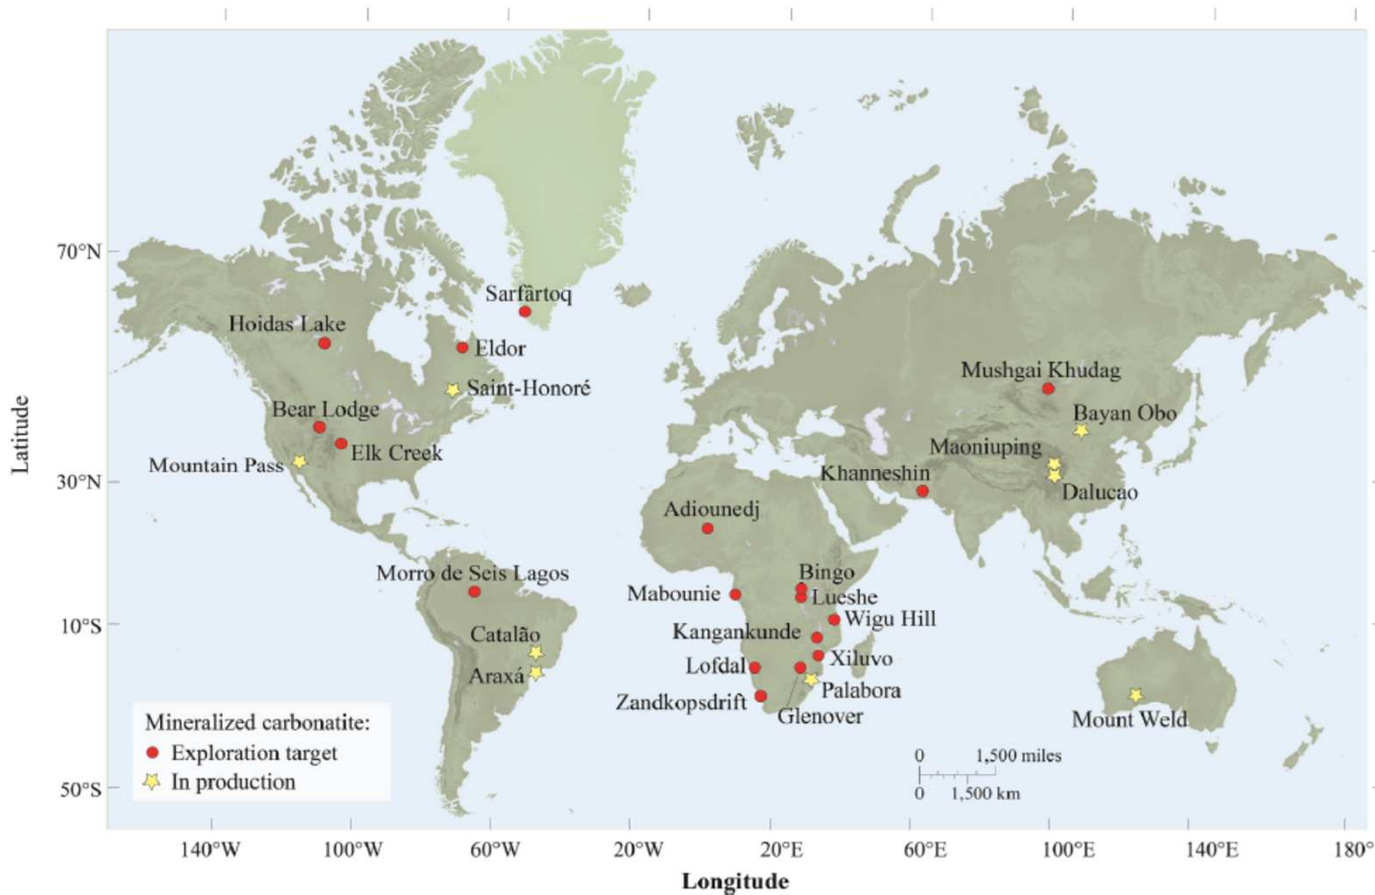 70°N
Sarfârtoq
Hoidas Lake
Eldor
Mushgai Khudag
Saint-Honoré
Bear Lodge
Bayan Obo
Latitude
Maoniuping
Elk Creek
Mountain Pass
Khanneshin
30°N
Dalucao
Adiounedj
Bingo
Morro de Seis Lagos
Mabounie
Lueshe
Wigu Hill
10°S
Kangankunde
Catalão
Xiluvo
Lofdal
Araxá
Palabora
Zandkopsdrift
Glenover
Mount Weld
Mineralized carbonatite:
Exploration target
In production
0 1,500 miles
0 1,500 km
50°S
140°W 100°W 60°W 20°W 20°E 60°E 100°E 140°E 180°
Longitude